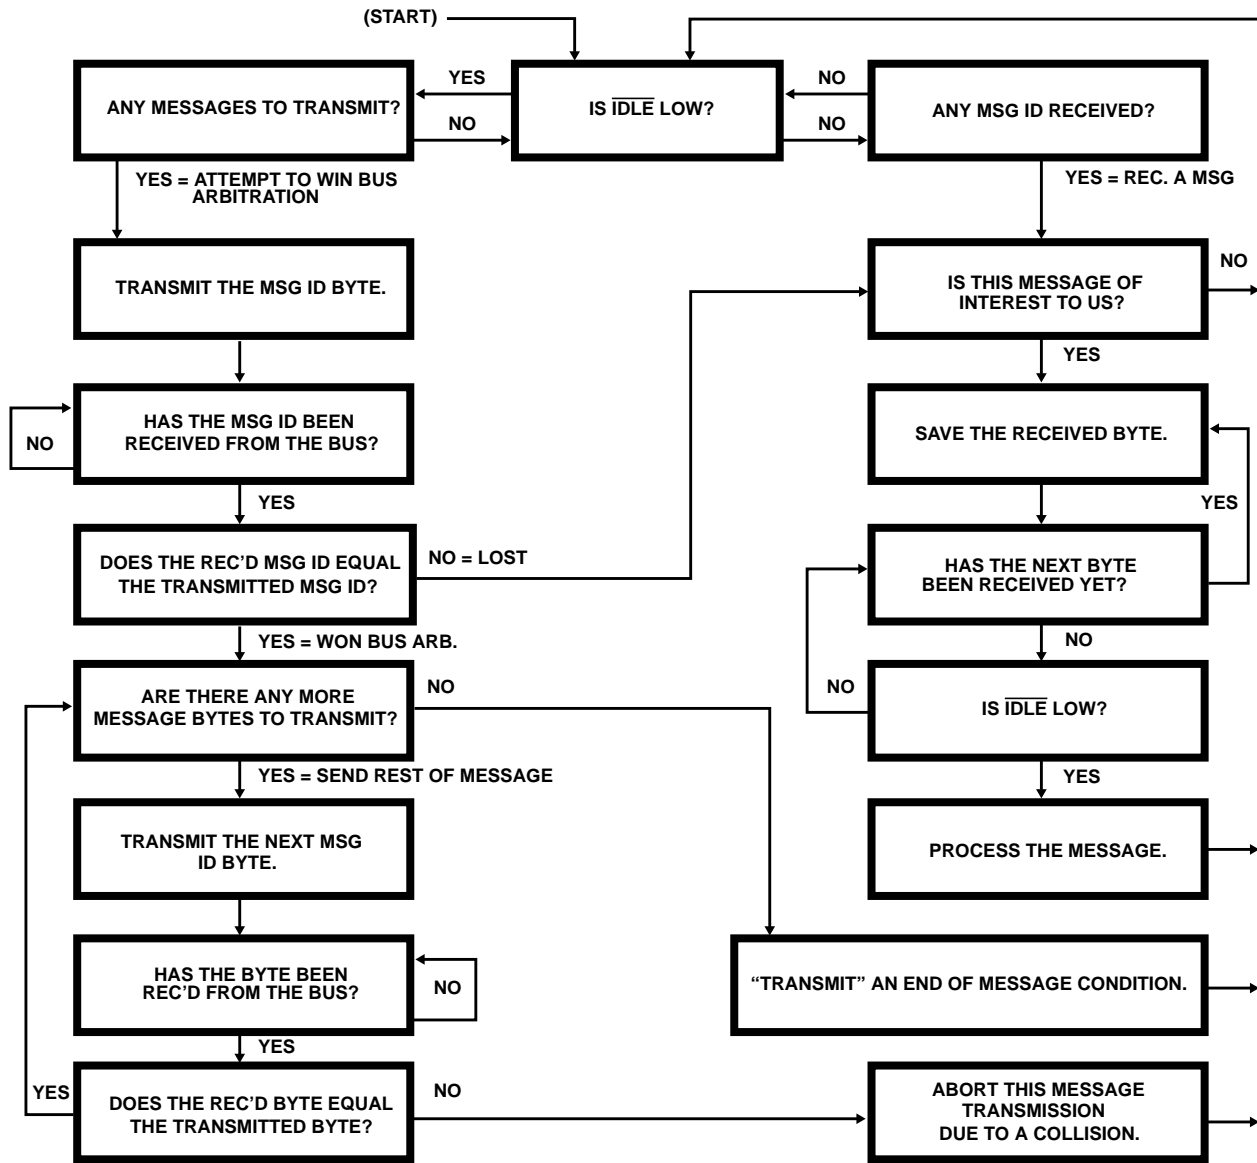 (START)
ANY MESSAGES TO TRANSMIT?
YES
NO
IS IDLE LOW?
NO
NO
ANY MSG ID RECEIVED?
YES = ATTEMPT TO WIN BUS
ARBITRATION
YES = REC. A MSG
TRANSMIT THE MSG ID BYTE.
IS THIS MESSAGE OF
INTEREST TO US?
NO
YES
HAS THE MSG ID BEEN
RECEIVED FROM THE BUS?
NO
YES
SAVE THE RECEIVED BYTE.
YES
DOES THE REC’D MSG ID EQUAL
THE TRANSMITTED MSG ID?
NO = LOST
HAS THE NEXT BYTE
BEEN RECEIVED YET?
YES = WON BUS ARB.
NO
ARE THERE ANY MORE
MESSAGE BYTES TO TRANSMIT?
NO
NO
IS IDLE LOW?
YES = SEND REST OF MESSAGE
YES
TRANSMIT THE NEXT MSG
ID BYTE.
PROCESS THE MESSAGE.
HAS THE BYTE BEEN
REC’D FROM THE BUS?
NO
“TRANSMIT” AN END OF MESSAGE CONDITION.
YES
YES
DOES THE REC’D BYTE EQUAL
THE TRANSMITTED BYTE?
NO
ABORT THIS MESSAGE
TRANSMISSION
DUE TO A COLLISION.